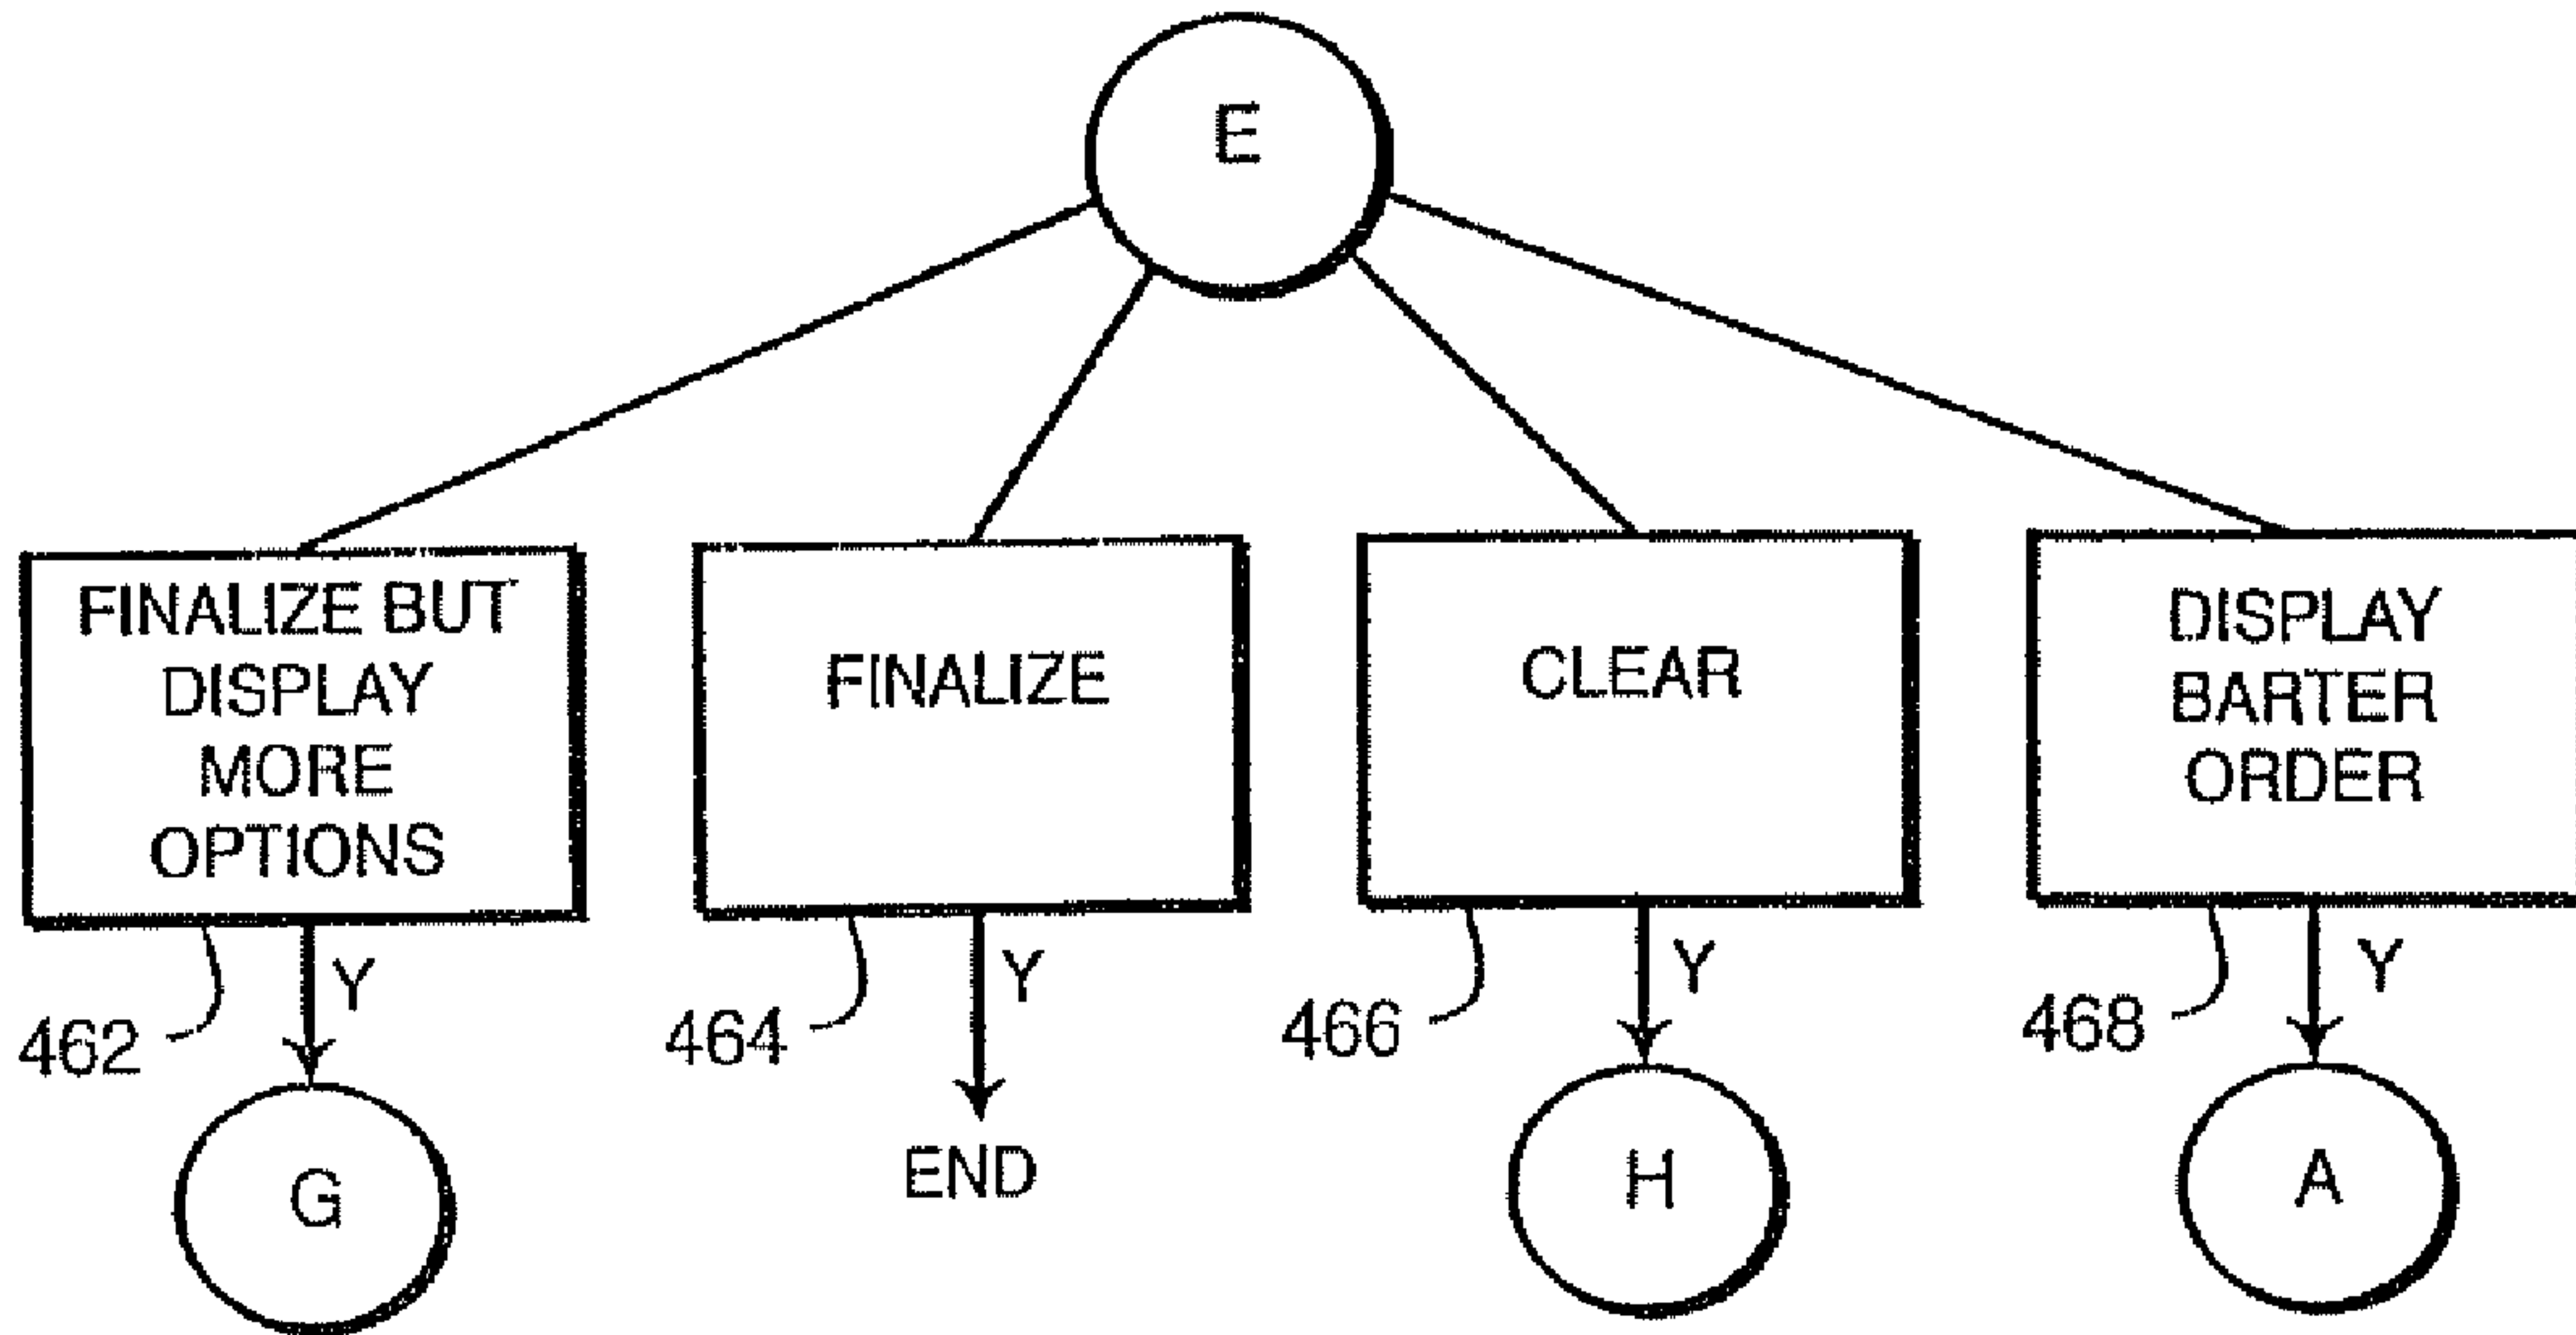 E
FINALIZE BUT
DISPLAY
MORE
OPTIONS
FINALIZE
CLEAR
DISPLAY
BARTER
ORDER
462
Y
464
Y
466
Y
468
Y
G
END
H
A